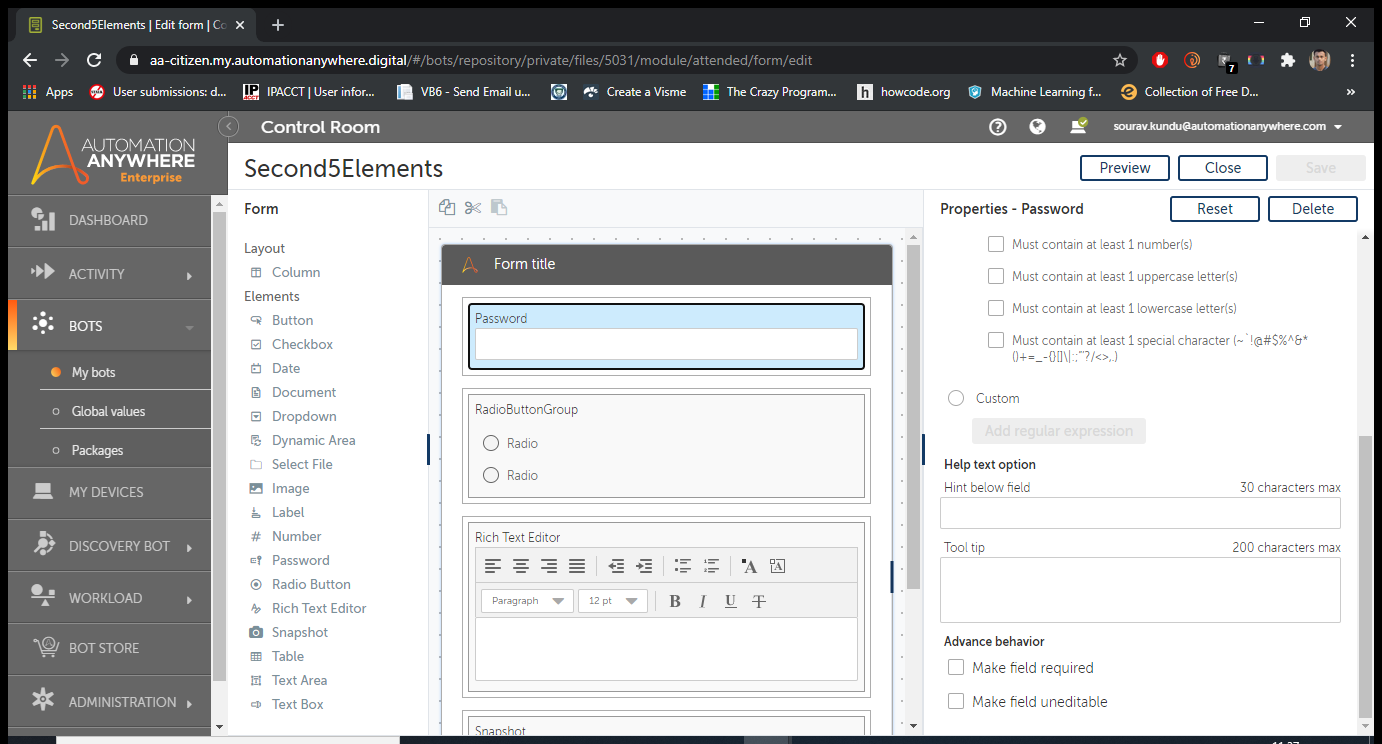 Second5Elements | Edit form | Co
aa-citizen.my.automationanywhere.digital/#/bots/repository/private/files/5031/module/attended/form/edit
7
Apps
User submissions: d...
IPACCT | User infor...
VB6 - Send Email u...
Create a Visme
The Crazy Program...
howcode.org
Machine Learning f...
Collection of Free D...
»
AUTOMATION
ANYWHERE
Enterprise
Control Room
sourav.kundu@automationanywhere.com
Second5Elements
Preview
Close
Save
DASHBOARD
ACTIVITY
BOTS
My bots
Global values
Packages
MY DEVICES
DISCOVERY BOT
WORKLOAD
BOT STORE
ADMINISTRATION
Form
Layout
Column
Elements
Button
Checkbox
Date
Document
Dropdown
Dynamic Area
Select File
Image
Label
Number
Password
Radio Button
Rich Text Editor
Snapshot
Table
Text Area
Text Box
Form title
Password
RadioButtonGroup
Radio
Radio
Rich Text Editor
Paragraph
12 pt
B I U T
Snapshot
Properties - Password
Reset
Delete
Must contain at least 1 number(s)
Must contain at least 1 uppercase letter(s)
Must contain at least 1 lowercase letter(s)
Must contain at least 1 special character (~`!@#$%^&*
()+=_-{}[]\|:;"'?/<>,.)
Custom
Add regular expression
Help text option
Hint below field
30 characters max
Tool tip
200 characters max
Advance behavior
Make field required
Make field uneditable